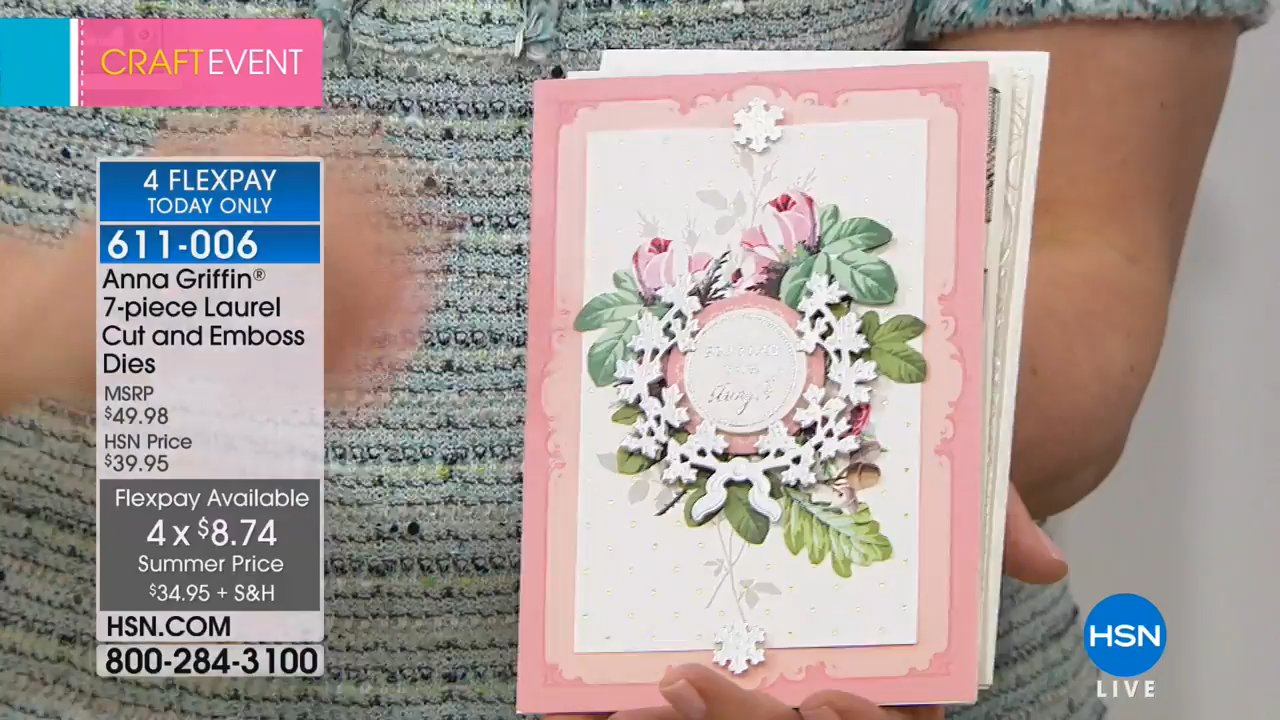 CRAFT EVENT
4 FLEXPAY
TODAY ONLY
611-006
Anna Griffin®
7-piece Laurel
Cut and Emboss
Dies
MSRP
$49.98
HSN Price
$39.95
Flexpay Available
4 x $8.74
Summer Price
$34.95 + S&H
HSN.COM
800-284-3100
HSN
LIVE